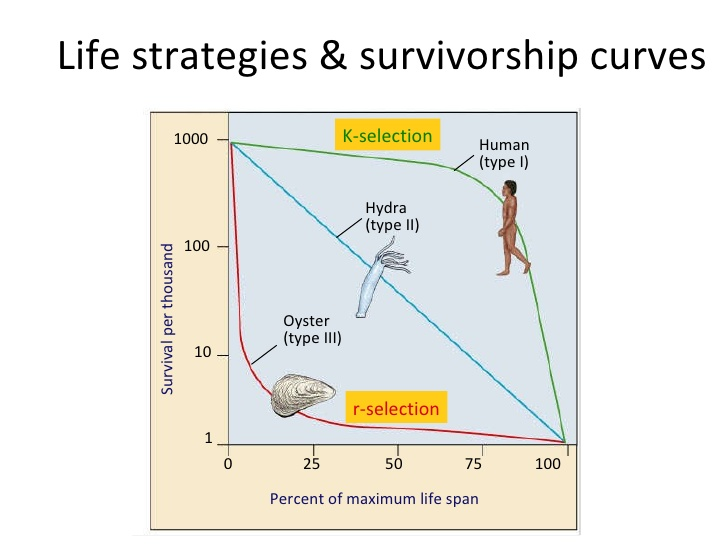 Life strategies & survivorship curves
K-selection
Human
(type I)
Hydra
(type II)
Oyster
(type III)
r-selection
Survival per thousand
1000
100
10
1
0 25 50 75 100
Percent of maximum life span